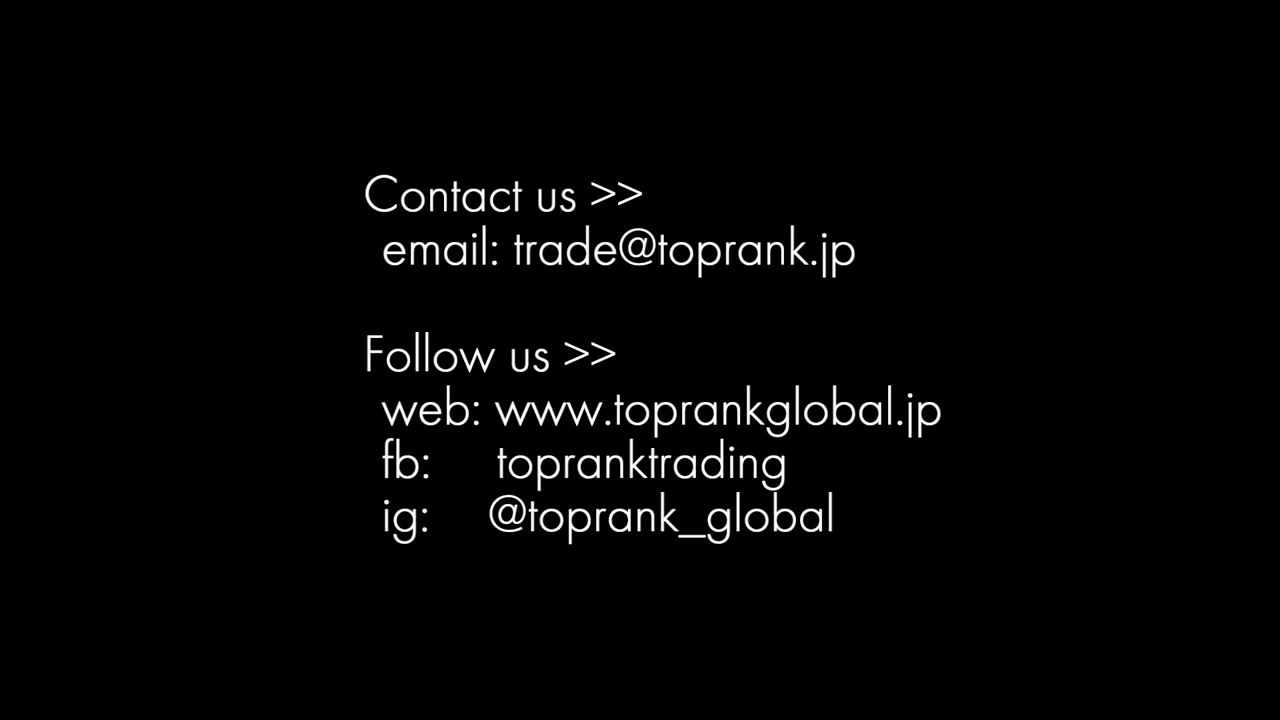 Contact us >>
email: trade@toprank.jp
Follow us >>
web: www.toprankglobal.jp
fb: topranktrading
ig: @toprank_global